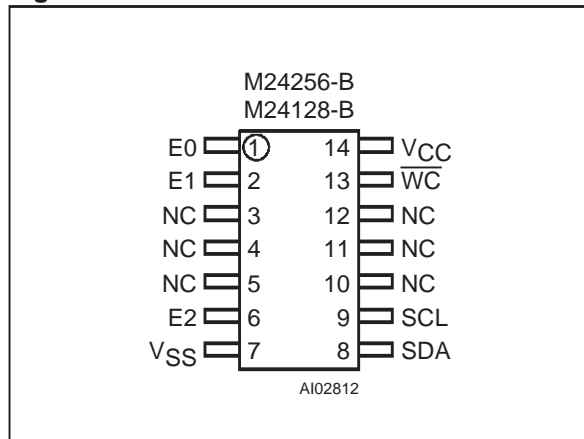 M24256-B
M24128-B
E0 1 14 VCC
E1 2 13 WC
NC 3 12 NC
NC 4 11 NC
NC 5 10 NC
E2 6 9 SCL
VSS 7 8 SDA
AI02812